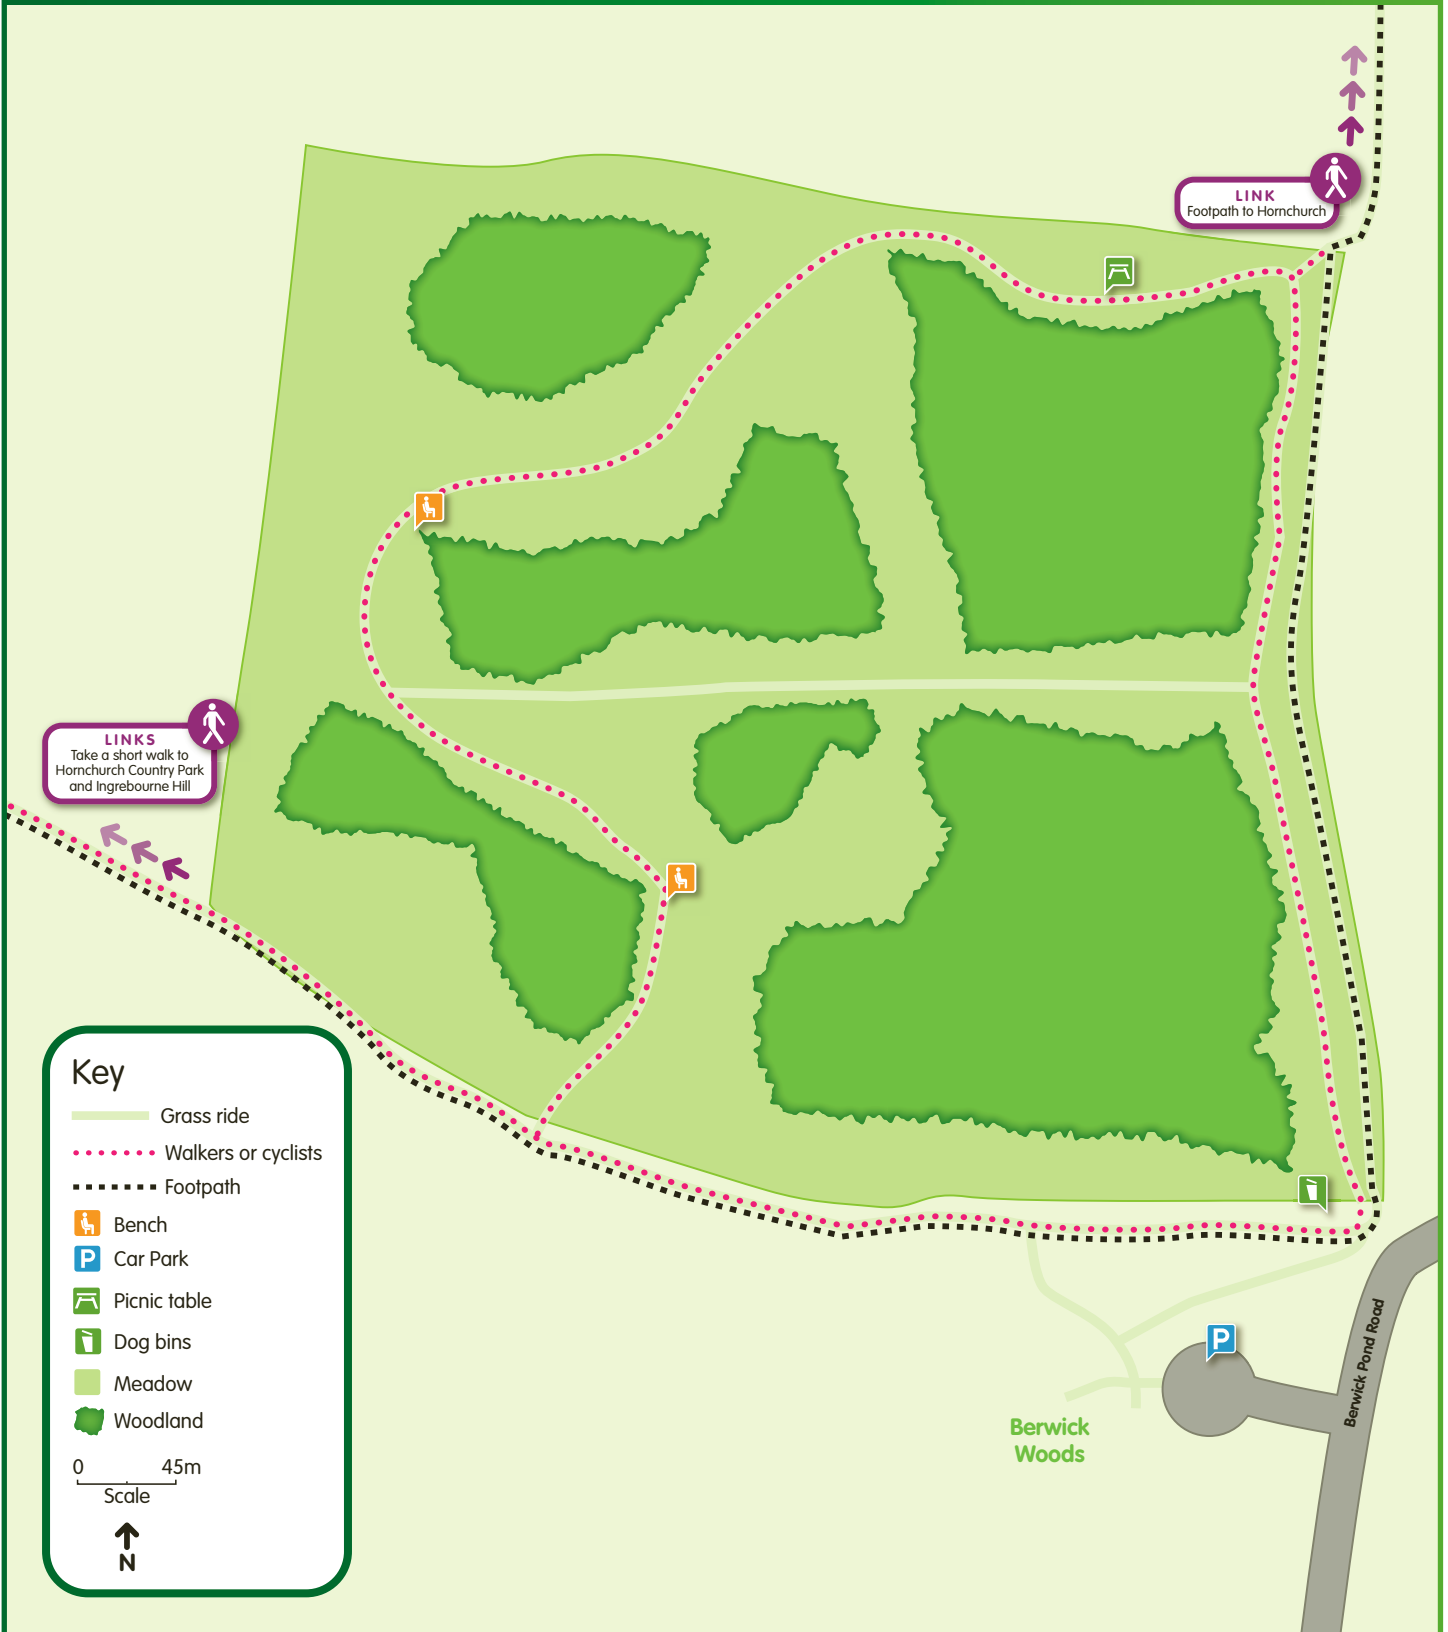 LINK
Footpath to Hornchurch
LINKS
Take a short walk to
Hornchurch Country Park
and Ingrebourne Hill
Key
Grass ride
Walkers or cyclists
Footpath
Bench
P
Car Park
Picnic table
Dog bins
Meadow
Woodland
0 45m
Scale
N
P
Berwick Pond Road
Berwick
Woods